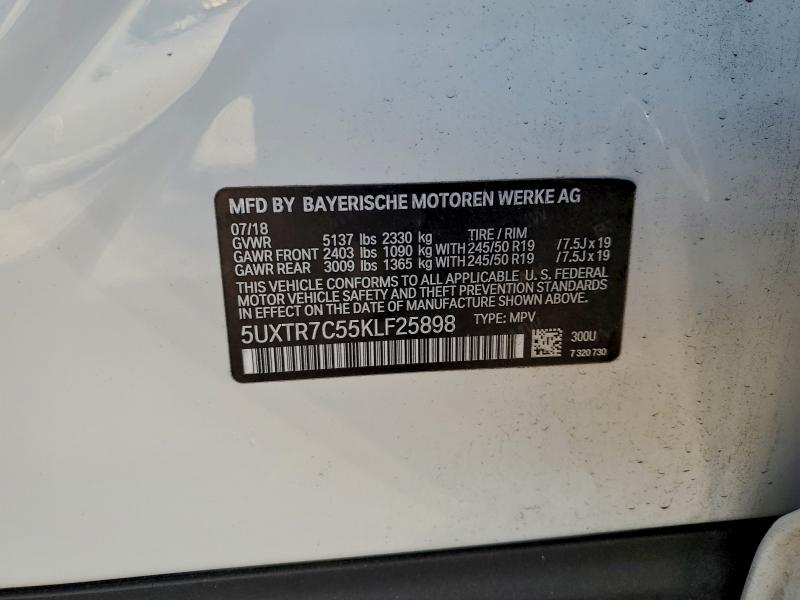 MFD BY BAYERISCHE MOTOREN WERKE AG
07/18 TIRE / RIM
GVWR 5137 lbs 2330 kg
GAWR FRONT 2403 lbs 1090 kg WITH 245/50 R19 /7.5J x 19
GAWR REAR 3009 lbs 1365 kg WITH 245/50 R19 /7.5J x 19
THIS VEHICLE CONFORMS TO ALL APPLICABLE U. S. FEDERAL
MOTOR VEHICLE SAFETY AND THEFT PREVENTION STANDARDS
IN EFFECT ON THE DATE OF MANUFACTURE SHOWN ABOVE.
5UXTR7C55KLF25898 TYPE: MPV
300U
7 320 730